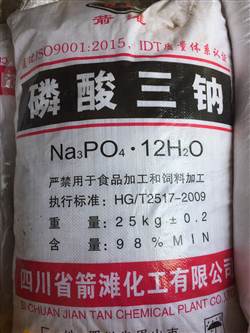 ISO9001:2015, IDT质量体系认证
磷酸三钠
Na₃PO₄·12H₂O
严禁用于食品加工和饲料加工
执行标准: HG/T2517-2009
重 量: 25kg±0.2
含 量: 98%MIN
四川省箭滩化工有限公司
SI CHUAN JIAN TAN CHEMICAL PLANT CO.